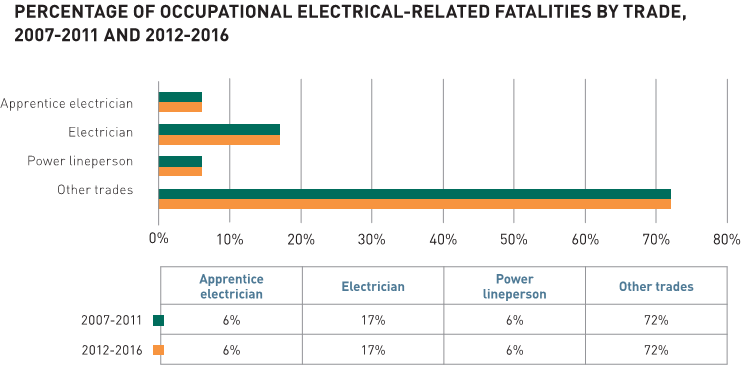 PERCENTAGE OF OCCUPATIONAL ELECTRICAL-RELATED FATALITIES BY TRADE,
2007-2011 AND 2012-2016
Apprentice electrician
Electrician
Power lineperson
Other trades
0% 10% 20% 30% 40% 50% 60% 70% 80%
Apprentice electrician Electrician Power lineperson Other trades
2007-2011 6% 17% 6% 72%
2012-2016 6% 17% 6% 72%